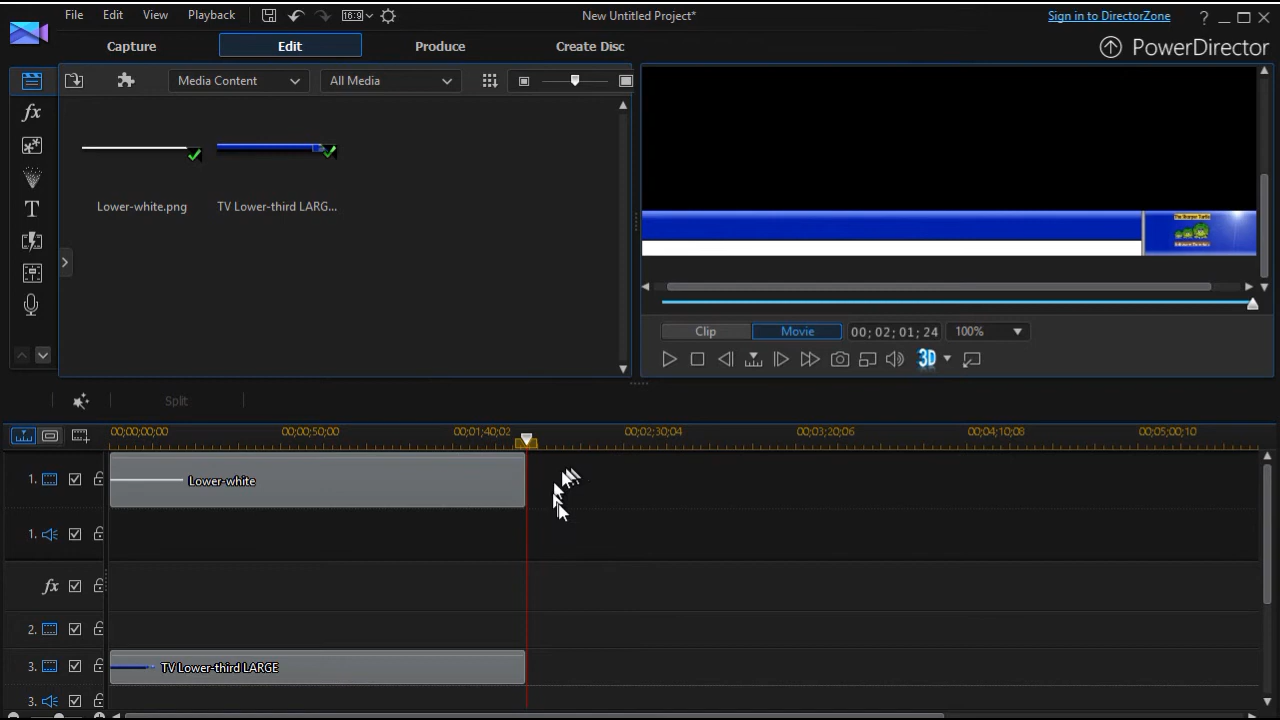 File Edit View Playback 16:9 New Untitled Project* Sign in to DirectorZone ?
Capture Edit Produce Create Disc PowerDirector
Media Content All Media
fx
T
Lower-white.png TV Lower-third LARG...
Clip Movie 00; 02; 01; 24 100%
3D
Split
00;00;00;00 00;00;50;00 00;01;40;02 00;02;30;04 00;03;20;06 00;04;10;08 00;05;00;10
1. Lower-white
1.
fx
2.
3. TV Lower-third LARGE
3.